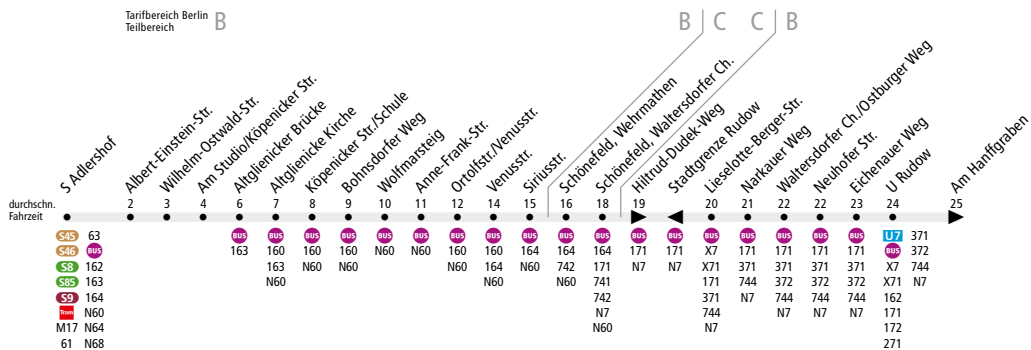 Tarifbereich Berlin
Teilbereich
B
B
C
C
B
S Adlershof
Albert-Einstein-Str.
Wilhelm-Ostwald-Str.
Am Studio/Köpenicker Str.
Altglienicker Brücke
Altglienicke Kirche
Köpenicker Str./Schule
Bohnsdorfer Weg
Wolfmarsteig
Anne-Frank-Str.
Ortolfstr./Venusstr.
Venusstr.
Siriusstr.
Schönefeld, Wehrmathen
Schönefeld, Waltersdorfer Ch.
Hiltrud-Dudek-Weg
Stadtgrenze Rudow
Lieselotte-Berger-Str.
Narkauer Weg
Waltersdorfer Ch./Ostburger Weg
Neuhofer Str.
Eichenauer Weg
U Rudow
Am Hanffgraben
durchschn.
Fahrzeit
2 3 4 6 7 8 9 10 11 12 14 15 16 18 19 20 21 22 22 23 24 25
S45 63 BUS BUS BUS BUS BUS BUS BUS BUS BUS BUS BUS BUS BUS BUS BUS BUS BUS BUS U7 371
S46 BUS 163 160 160 160 N60 N60 160 160 164 164 164 171 171 X7 171 171 171 171 BUS 372
S8 162 163 N60 N60 N60 164 N60 742 171 N7 N7 X71 371 371 371 371 X7 744
S85 163 N60 N60 N60 741 171 744 372 372 372 X71 N7
S9 164 742 371 N7 744 744 744 162
Tram N60 N7 744 N7 N7 N7 171
M17 N64 N60 N7 172
61 N68 271